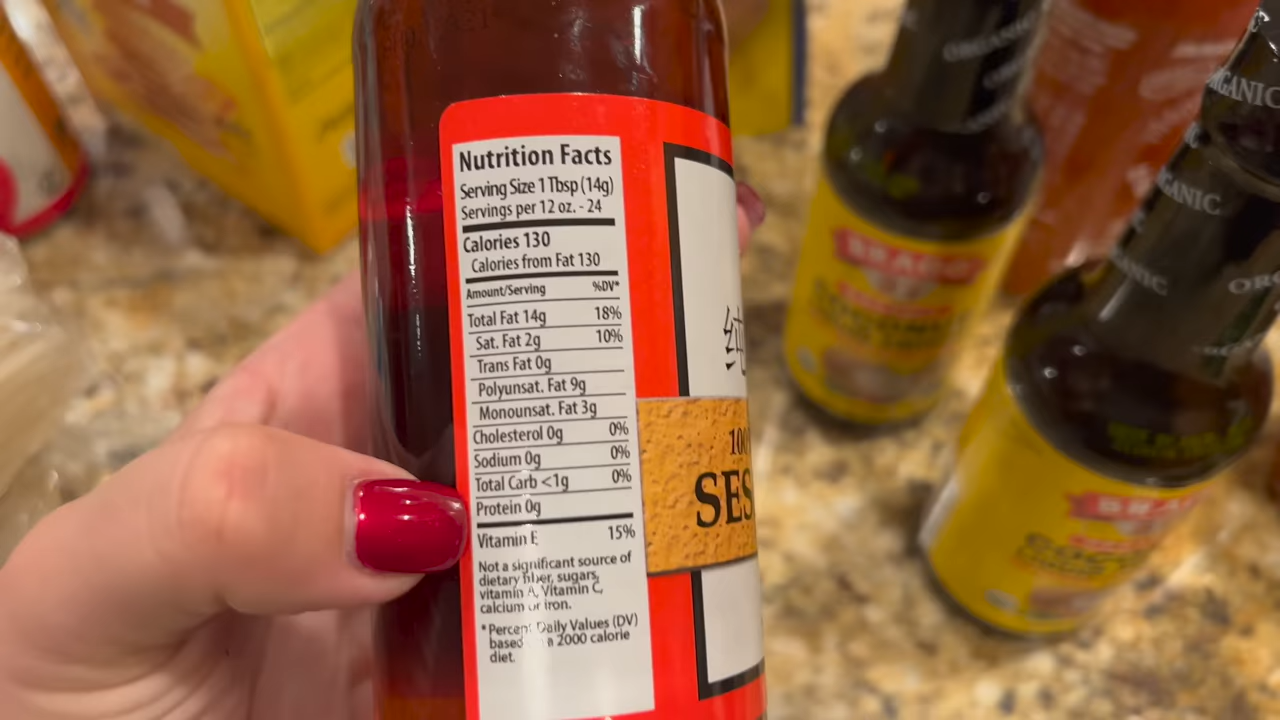 Nutrition Facts
Serving Size 1 Tbsp (14g)
Servings per 12 oz. - 24
Calories 130
Calories from Fat 130
Amount/Serving %DV*
Total Fat 14g 18%
Sat. Fat 2g 10%
Trans Fat 0g
Polyunsat. Fat 9g
Monounsat. Fat 3g
Cholesterol 0g 0%
Sodium 0g 0%
Total Carb <1g 0%
Protein 0g
Vitamin E 15%
Not a significant source of
dietary fiber, sugars,
vitamin A, Vitamin C,
calcium or iron.
*Percent Daily Values (DV)
based a 2000 calorie
diet.
纯
100
SES
ORGANIC
BRAGG
ORGANIC
GANIC
ANIC
ORG
BRAGG